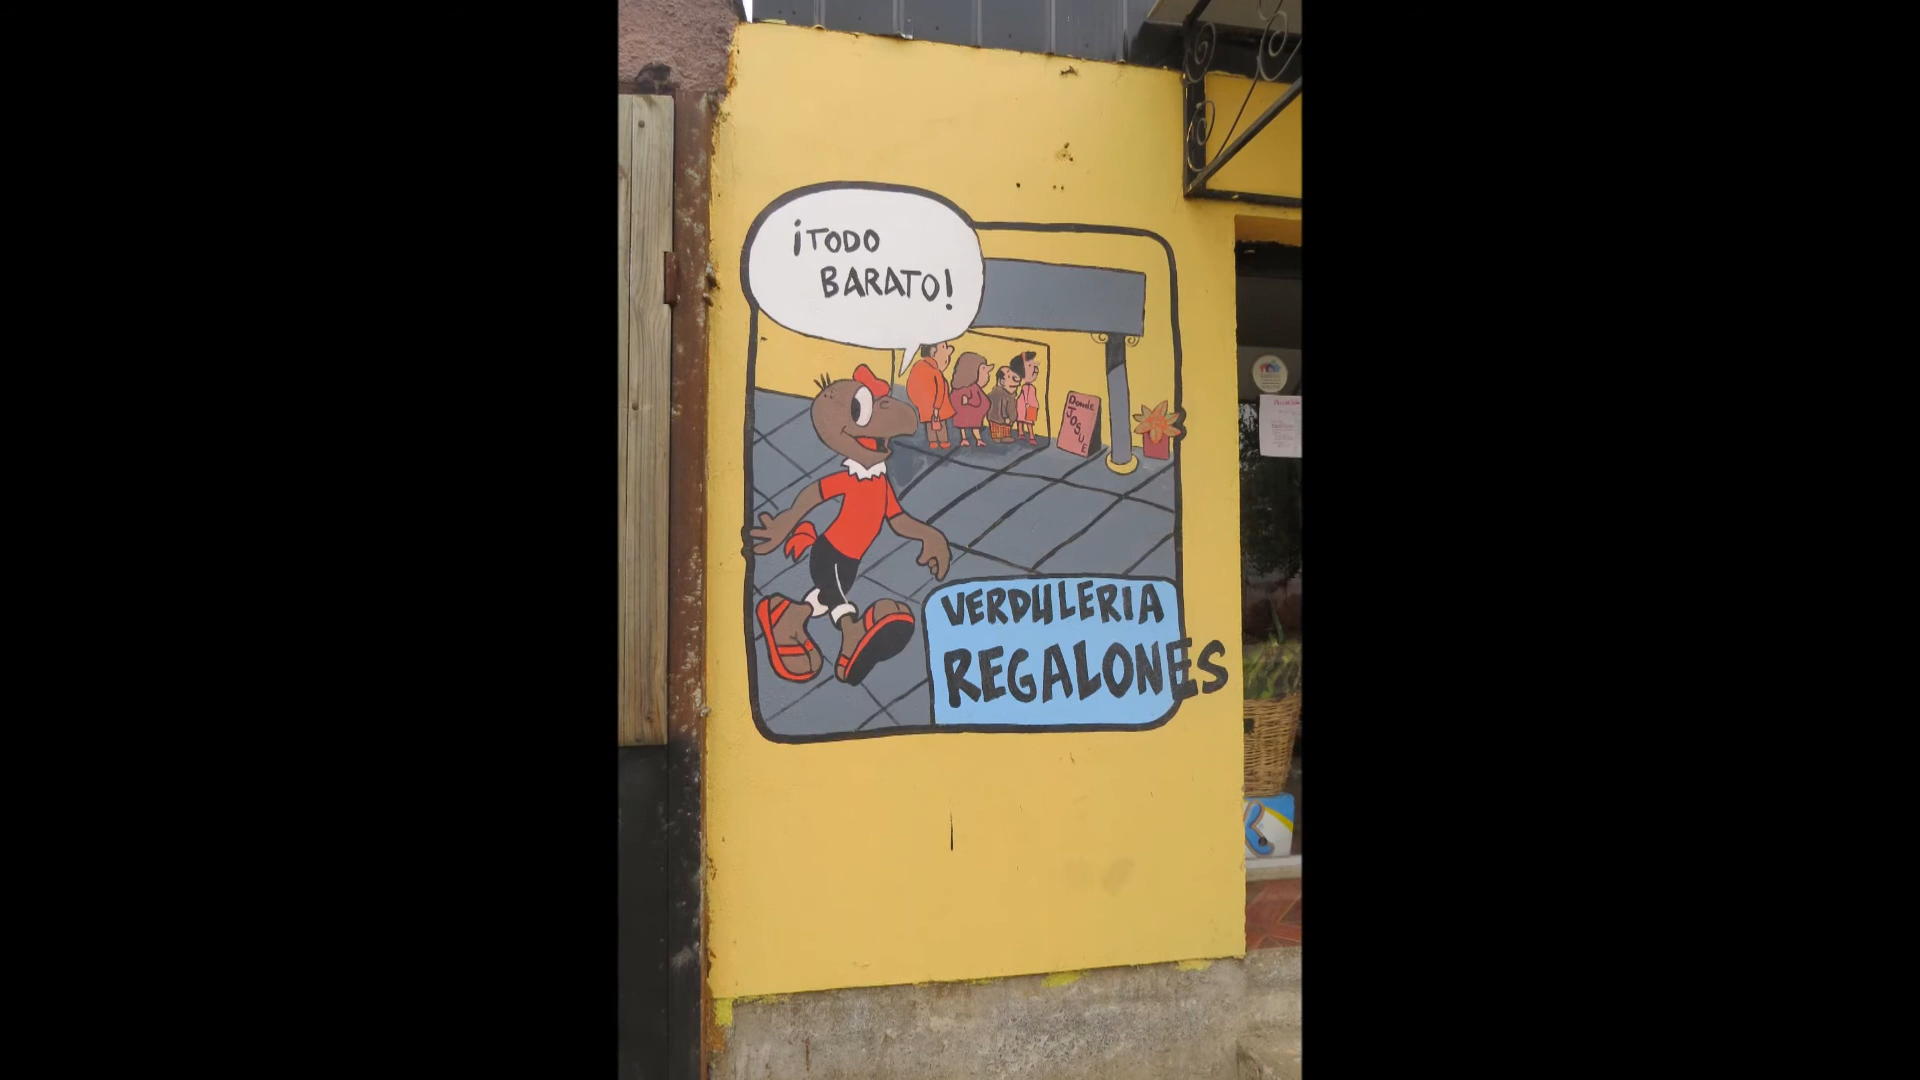 ¡TODO
BARATO!
Donde
JOSUE
VERDULERIA
REGALONES